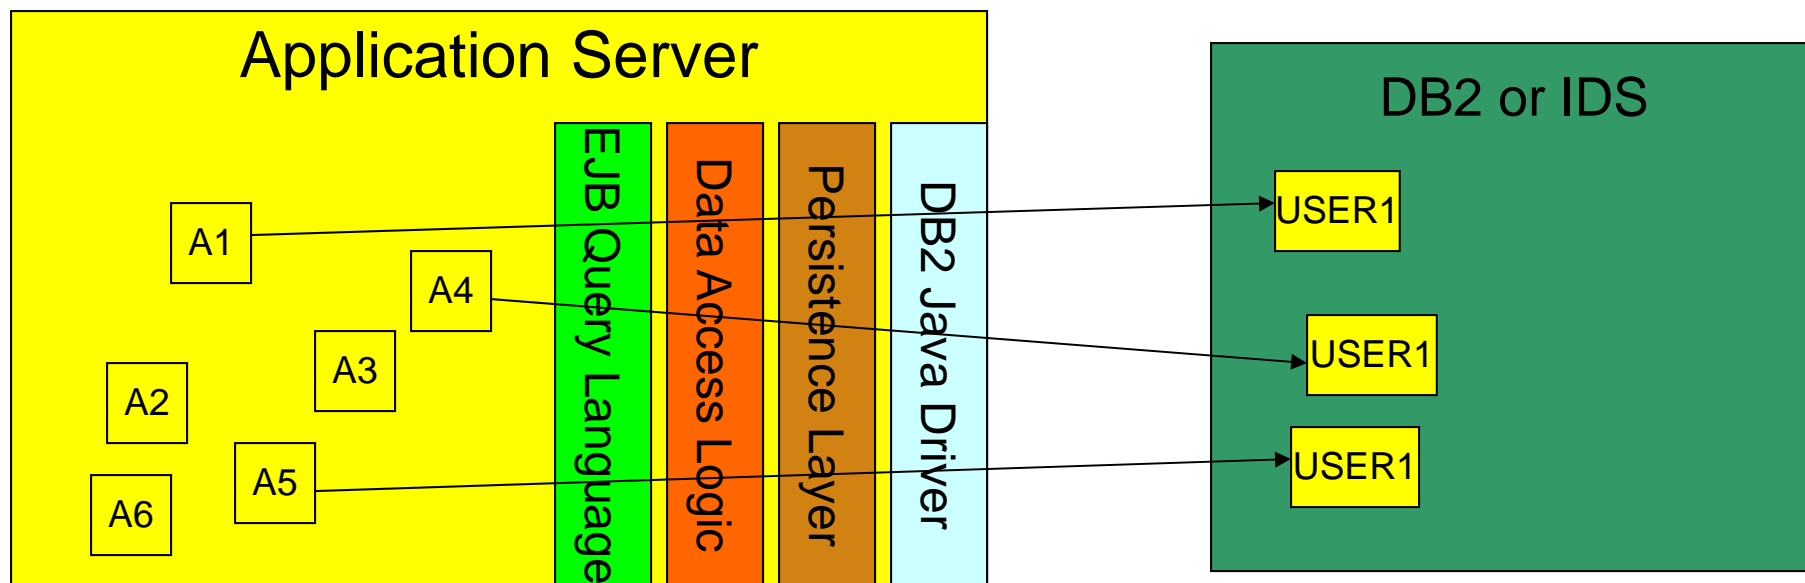 Application Server
DB2 or IDS
EJB Query Language
Data Access Logic
Persistence Layer
DB2 Java Driver
A1
A4
A3
A2
A5
A6
USER1
USER1
USER1